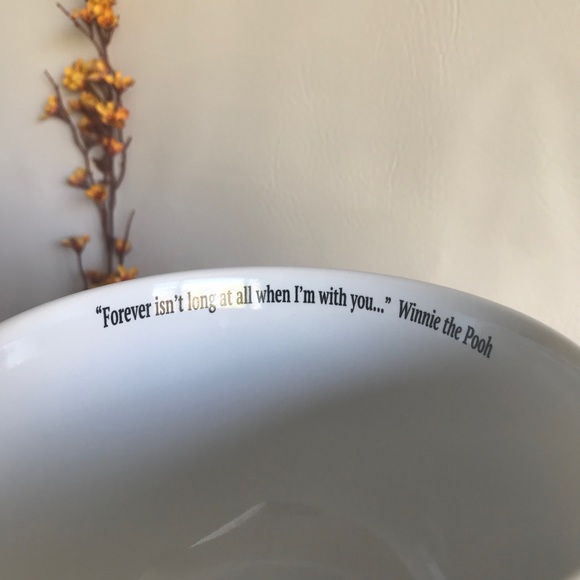 “Forever isn’t long at all when I’m with you...” Winnie the Pooh